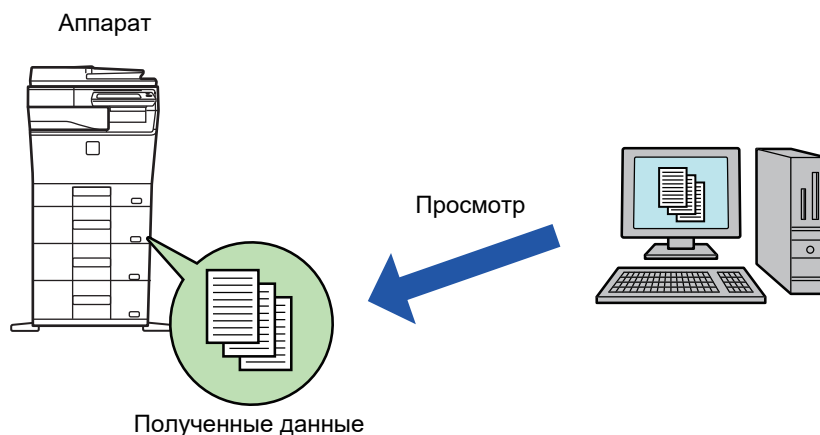 Аппарат
Просмотр
Полученные данные